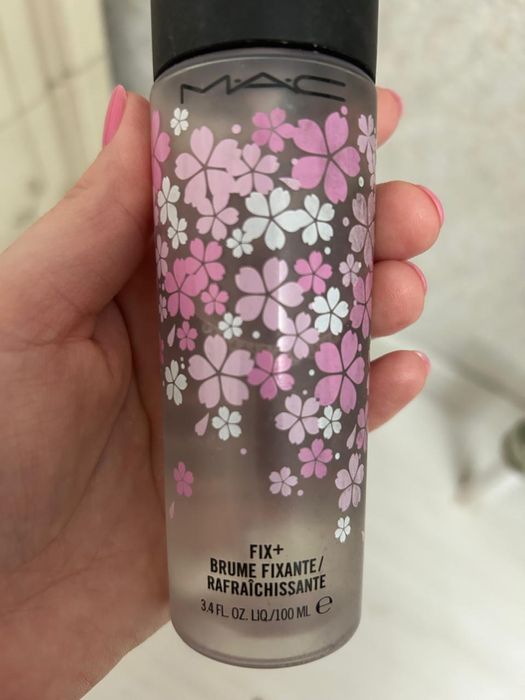 M·A·C
FIX+
BRUME FIXANTE/
RAFRAÎCHISSANTE
3.4 FL. OZ. LIQ./100 ML ℮